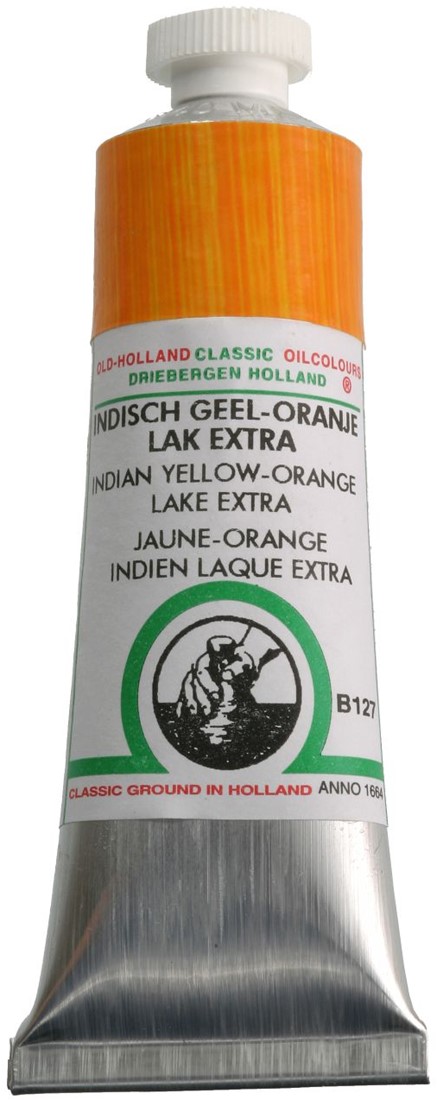 OLD-HOLLAND CLASSIC OILCOLOURS
DRIEBERGEN HOLLAND ®
INDISCH GEEL-ORANJE
LAK EXTRA
INDIAN YELLOW-ORANGE
LAKE EXTRA
JAUNE-ORANGE
INDIEN LAQUE EXTRA
B127
CLASSIC GROUND IN HOLLAND ANNO 1664